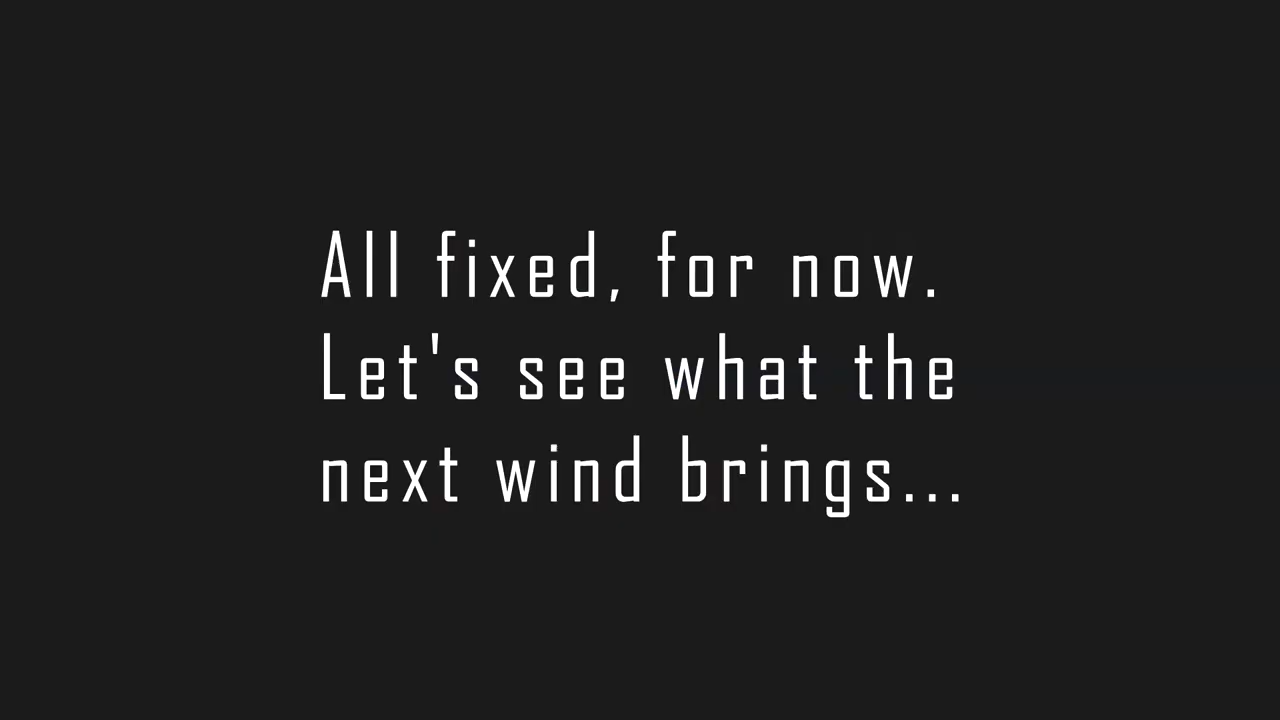 All fixed, for now.
Let's see what the
next wind brings...